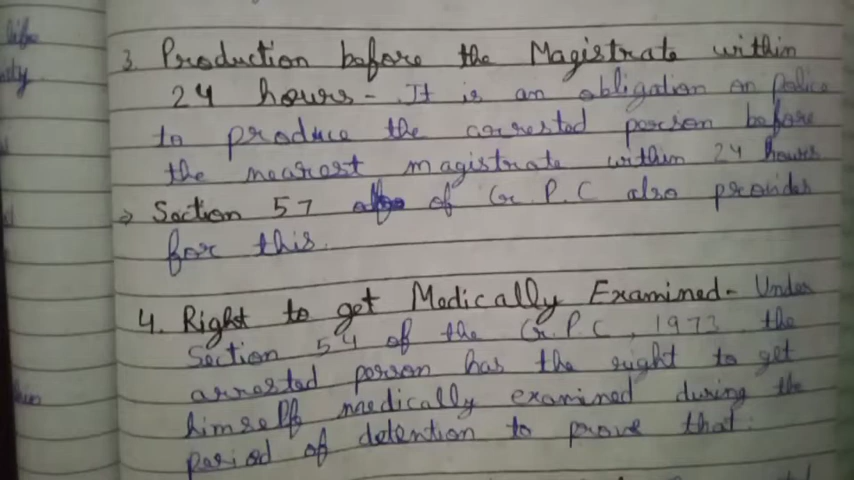 3. Production before the Magistrate within
24 hours - It is an obligation on police
to produce the arrested person before
the nearest magistrate within 24 hours
→ Section 57 of Cr. P. C also provides
for this.
4. Right to get Medically Examined - Under
Section 54 of the Cr. P. C, 1973 the
arrested person has the right to get
himself medically examined during the
period of detention to prove that